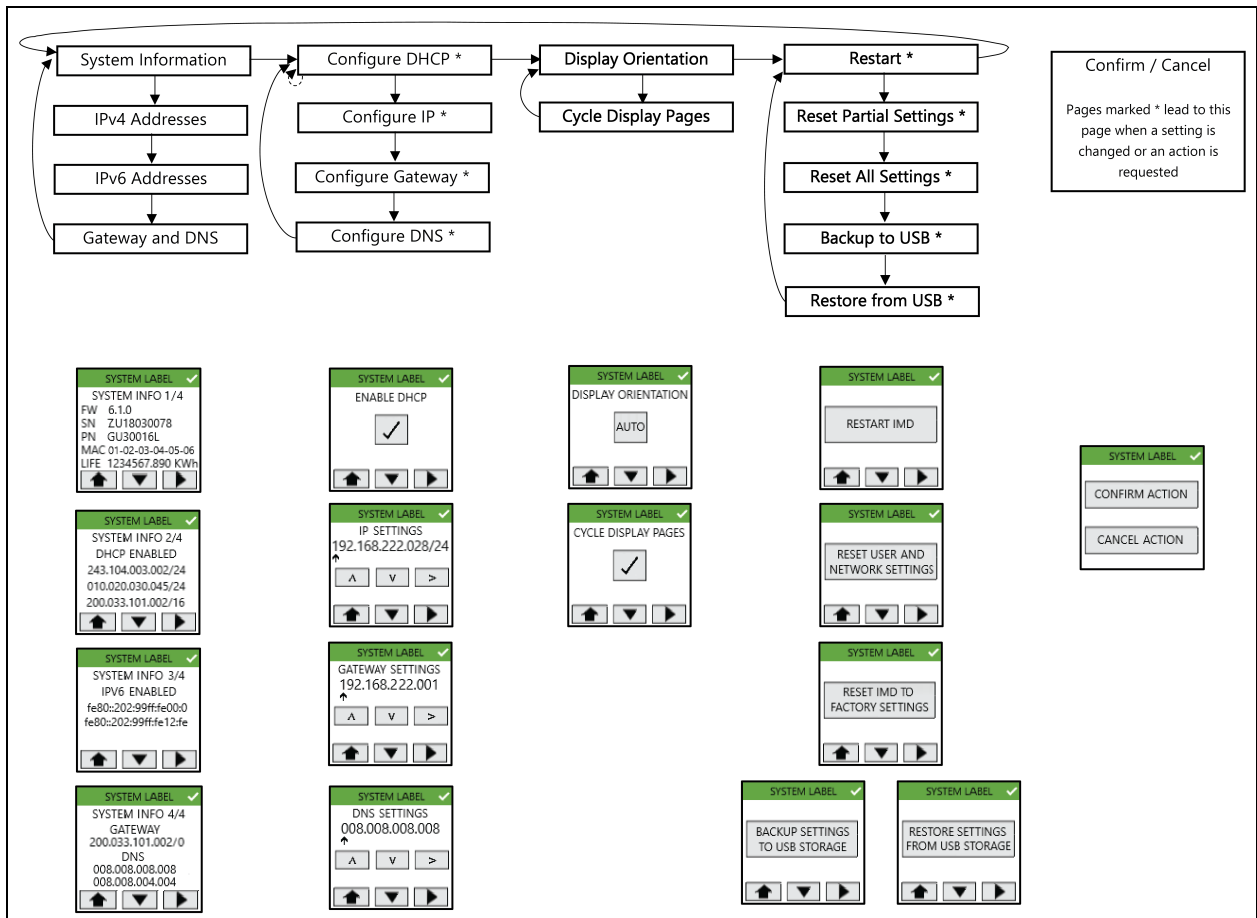 System Information
Configure DHCP *
Display Orientation
Restart *
IPv4 Addresses
Configure IP *
Cycle Display Pages
Reset Partial Settings *
IPv6 Addresses
Configure Gateway *
Reset All Settings *
Gateway and DNS
Configure DNS *
Backup to USB *
Restore from USB *
Confirm / Cancel
Pages marked * lead to this
page when a setting is
changed or an action is
requested
SYSTEM LABEL
SYSTEM INFO 1/4
FW 6.1.0
SN ZU18030078
PN GU30016L
MAC 01-02-03-04-05-06
LIFE 1234567.890 KWh
SYSTEM LABEL
ENABLE DHCP
SYSTEM LABEL
DISPLAY ORIENTATION
AUTO
SYSTEM LABEL
RESTART IMD
SYSTEM LABEL
CONFIRM ACTION
CANCEL ACTION
SYSTEM LABEL
SYSTEM INFO 2/4
DHCP ENABLED
243.104.003.002/24
010.020.030.045/24
200.033.101.002/16
SYSTEM LABEL
IP SETTINGS
192.168.222.028/24
SYSTEM LABEL
CYCLE DISPLAY PAGES
SYSTEM LABEL
RESET USER AND
NETWORK SETTINGS
SYSTEM LABEL
SYSTEM INFO 3/4
IPV6 ENABLED
fe80::202:99ff:fe00:0
fe80::202:99ff:fe12:fe
SYSTEM LABEL
GATEWAY SETTINGS
192.168.222.001
SYSTEM LABEL
RESET IMD TO
FACTORY SETTINGS
SYSTEM LABEL
SYSTEM INFO 4/4
GATEWAY
200.033.101.002/0
DNS
008.008.008.008
008.008.004.004
SYSTEM LABEL
DNS SETTINGS
008.008.008.008
SYSTEM LABEL
BACKUP SETTINGS
TO USB STORAGE
SYSTEM LABEL
RESTORE SETTINGS
FROM USB STORAGE